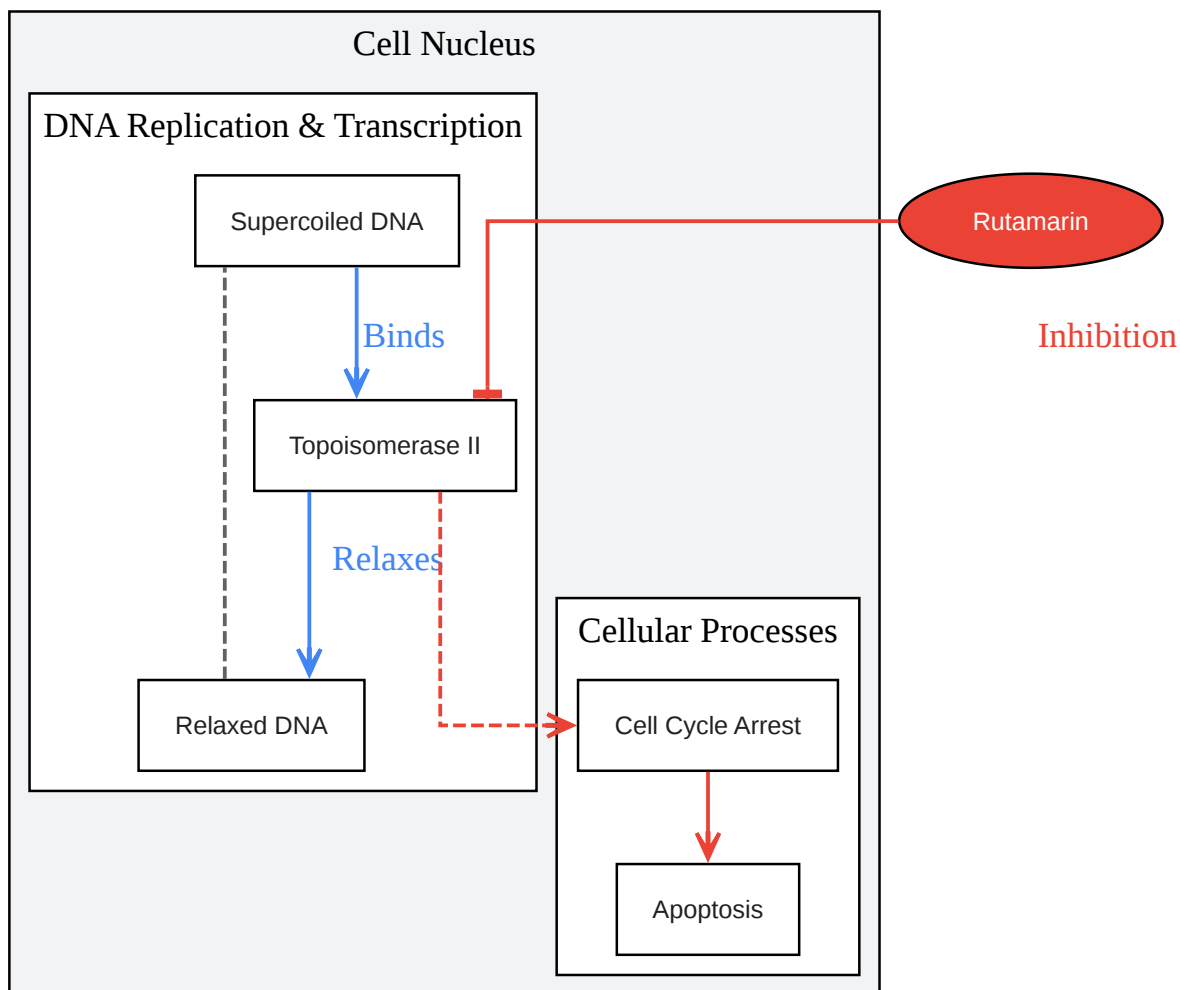 Cell Nucleus
DNA Replication & Transcription
Supercoiled DNA
Rutamarin
Binds
Inhibition
Topoisomerase II
Relaxes
Cellular Processes
Relaxed DNA
Cell Cycle Arrest
Apoptosis